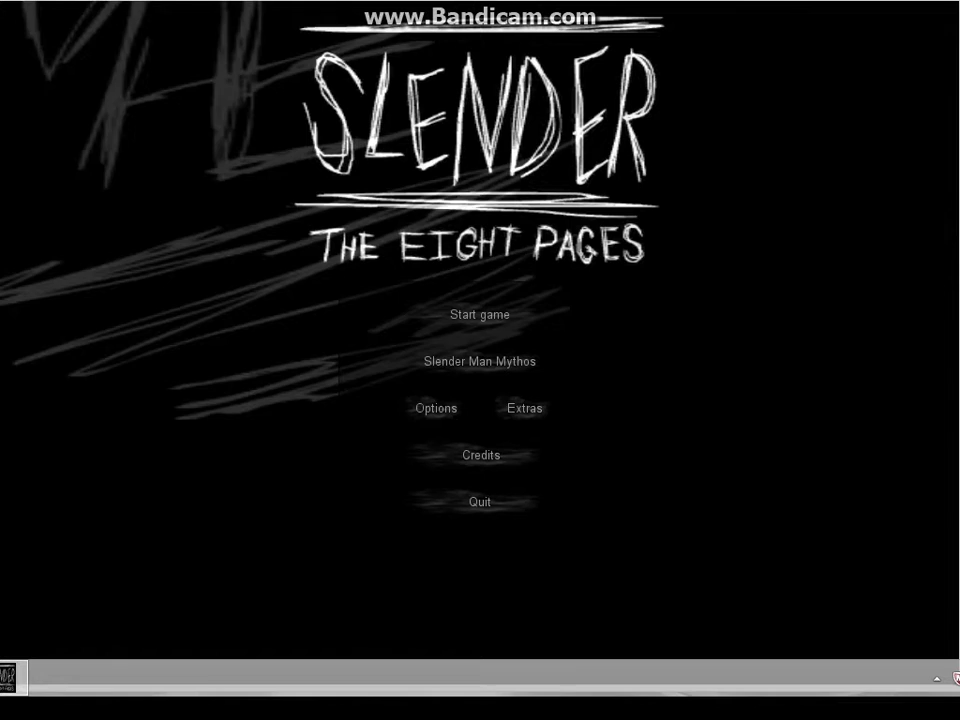 www.Bandicam.com
SLENDER
THE EIGHT PAGES
Start game
Slender Man Mythos
Options Extras
Credits
Quit